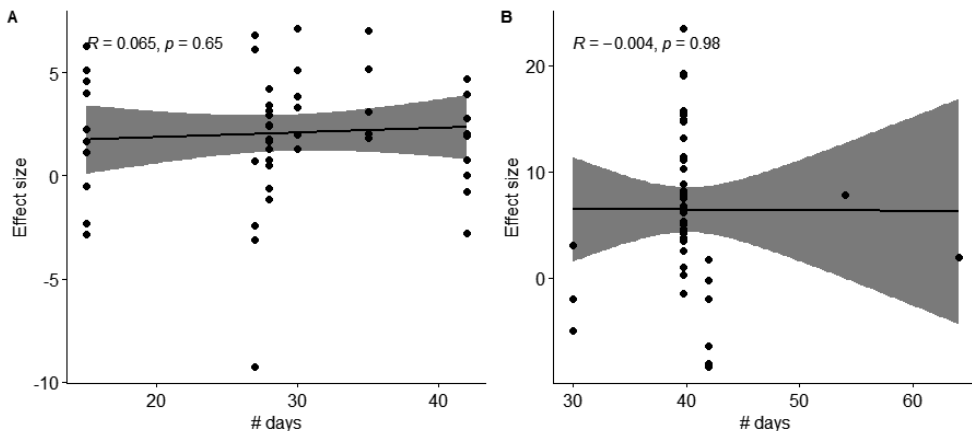 A
R = 0.065, p = 0.65
Effect size
5
0
-5
-10
20
30
40
# days
B
R = −0.004, p = 0.98
Effect size
20
10
0
30
40
50
60
# days